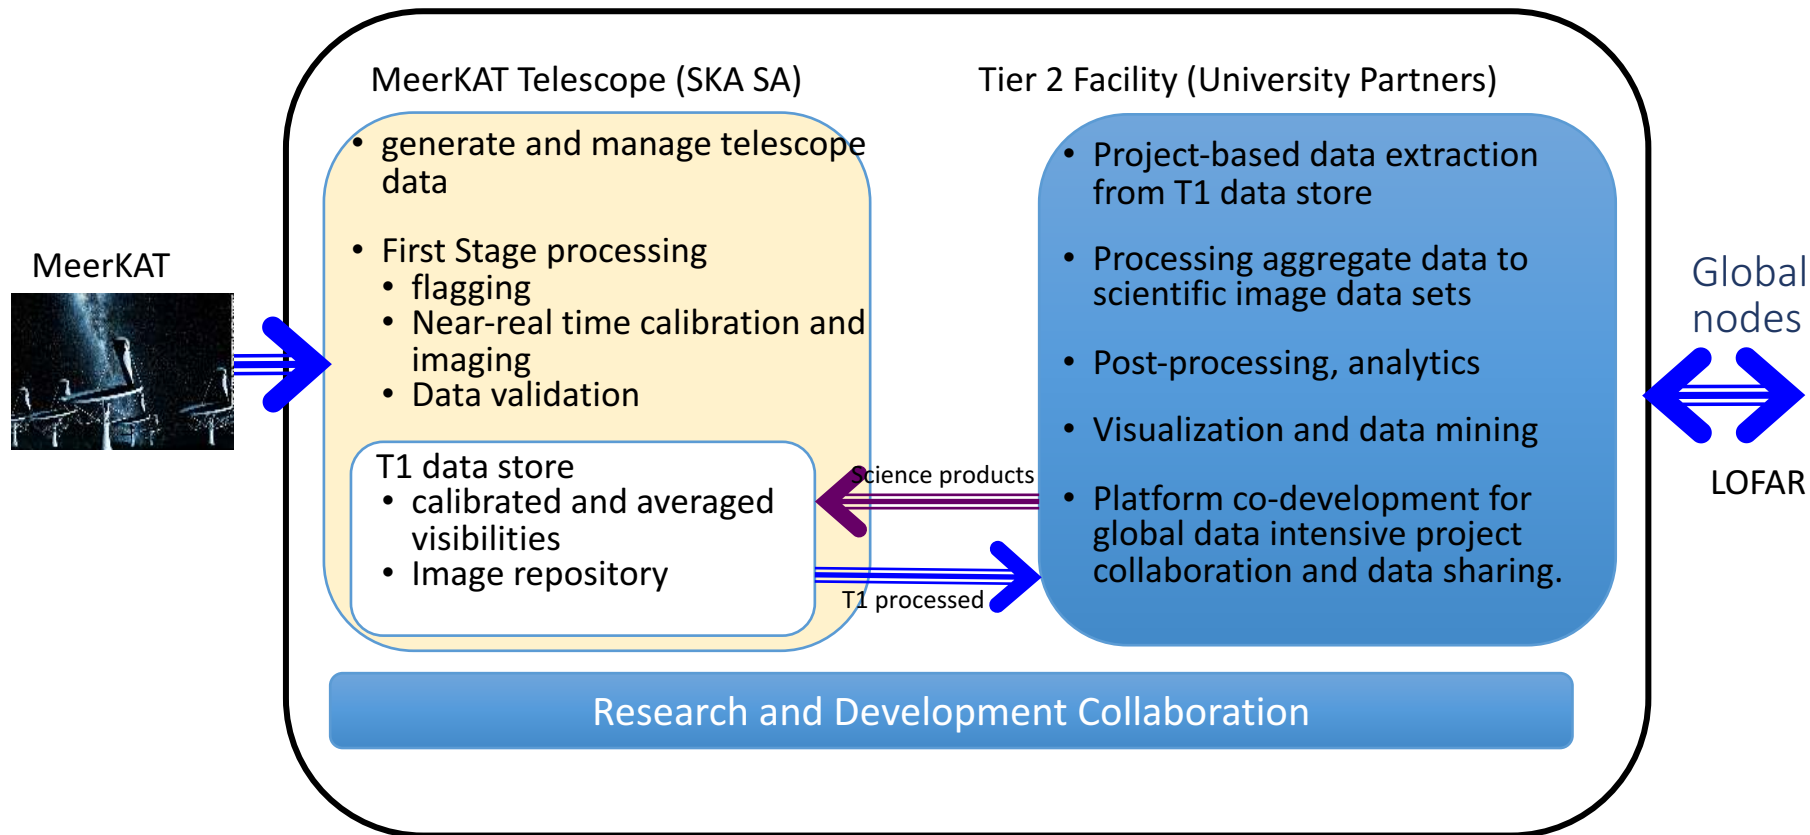 MeerKAT Telescope (SKA SA)
• generate and manage telescope
data
• First Stage processing
• flagging
• Near-real time calibration and
imaging
• Data validation
T1 data store
• calibrated and averaged
visibilities
• Image repository
MeerKAT
Science products
T1 processed
Tier 2 Facility (University Partners)
• Project-based data extraction
from T1 data store
• Processing aggregate data to
scientific image data sets
• Post-processing, analytics
• Visualization and data mining
• Platform co-development for
global data intensive project
collaboration and data sharing.
Global
nodes
LOFAR
Research and Development Collaboration